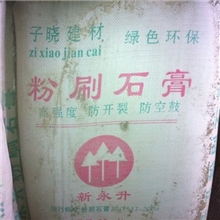 子晓建材 绿色环保
zi xiao jian cai
粉刷石膏
高强度 防开裂 防空鼓
新永升